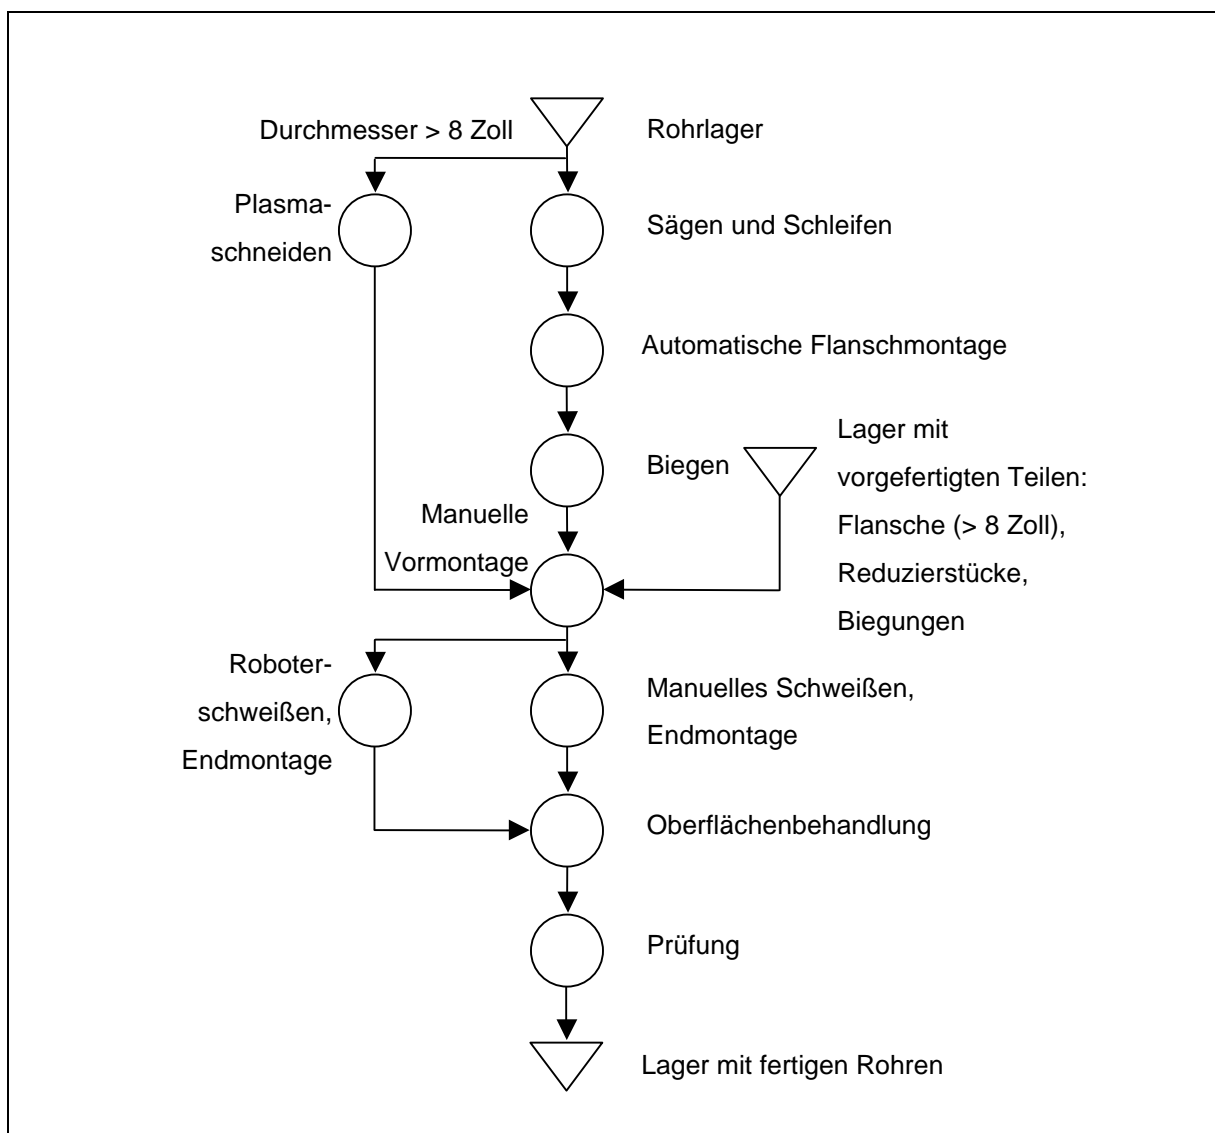 Durchmesser > 8 Zoll
Rohrlager
Plasma-
schneiden
Sägen und Schleifen
Automatische Flanschmontage
Biegen
Lager mit
vorgefertigten Teilen:
Flansche (> 8 Zoll),
Reduzierstücke,
Biegungen
Manuelle
Vormontage
Roboter-
schweißen,
Endmontage
Manuelles Schweißen,
Endmontage
Oberflächenbehandlung
Prüfung
Lager mit fertigen Rohren